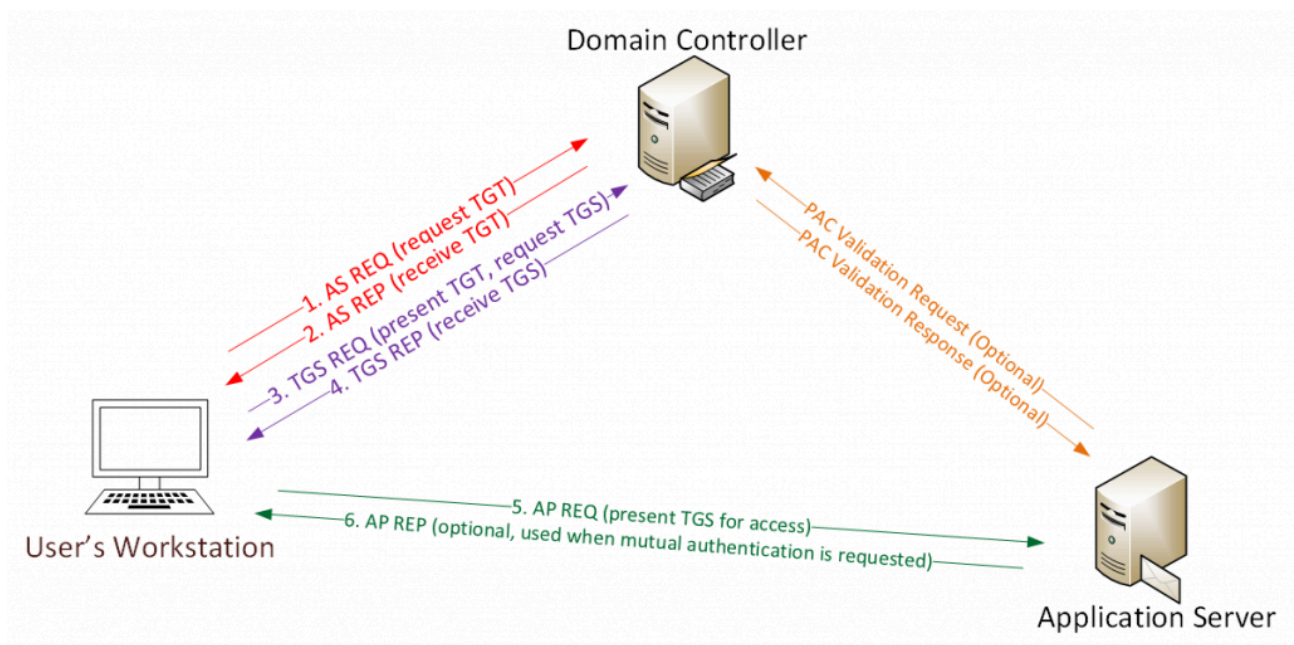 Domain Controller
1. AS REQ (request TGT)
2. AS REP (receive TGT)
3. TGS REQ (present TGT, request TGS)
4. TGS REP (receive TGS)
PAC Validation Request (Optional)
PAC Validation Response (Optional)
5. AP REQ (present TGS for access)
6. AP REP (optional, used when mutual authentication is requested)
User's Workstation
Application Server